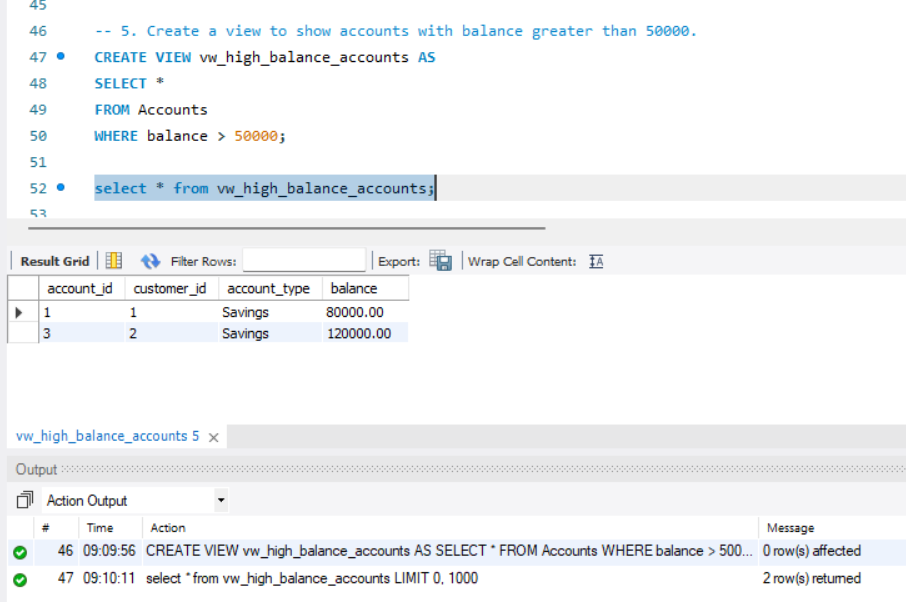 45
46 -- 5. Create a view to show accounts with balance greater than 50000.
47 CREATE VIEW vw_high_balance_accounts AS
48 SELECT *
49 FROM Accounts
50 WHERE balance > 50000;
51
52 select * from vw_high_balance_accounts;
53
Result Grid Filter Rows: Export: Wrap Cell Content: IA
account_id customer_id account_type balance
1 1 Savings 80000.00
3 2 Savings 120000.00
vw_high_balance_accounts 5 ×
Output
Action Output
# Time Action Message
46 09:09:56 CREATE VIEW vw_high_balance_accounts AS SELECT * FROM Accounts WHERE balance > 500... 0 row(s) affected
47 09:10:11 select * from vw_high_balance_accounts LIMIT 0, 1000 2 row(s) returned